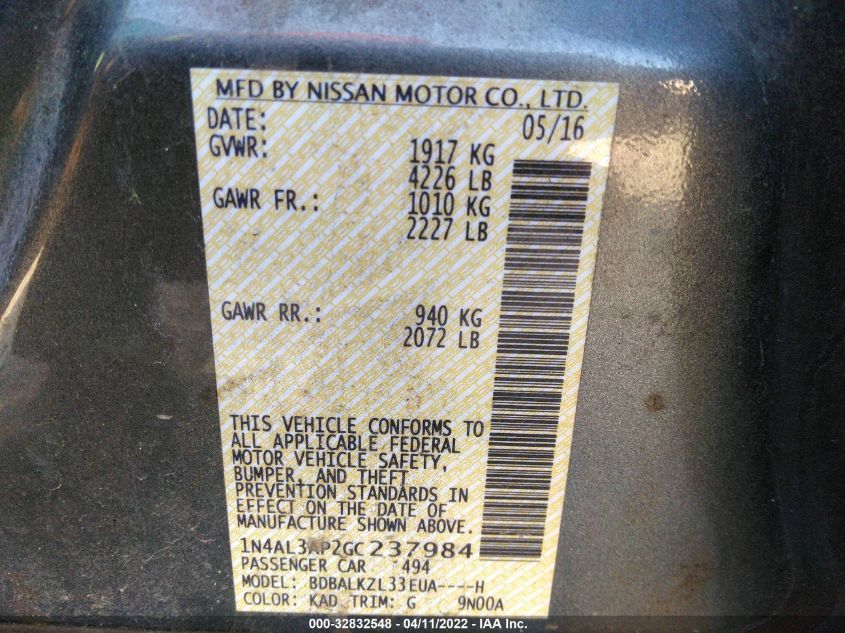 MFD BY NISSAN MOTOR CO., LTD.
DATE: 05/16
GVWR: 1917 KG
4226 LB
GAWR FR.: 1010 KG
2227 LB
GAWR RR.: 940 KG
2072 LB
THIS VEHICLE CONFORMS TO
ALL APPLICABLE FEDERAL
MOTOR VEHICLE SAFETY,
BUMPER, AND THEFT
PREVENTION STANDARDS IN
EFFECT ON THE DATE OF
MANUFACTURE SHOWN ABOVE.
1N4AL3AP2GC237984
PASSENGER CAR 494
MODEL: BDBALKZL33EUA----H
COLOR: KAD TRIM: G 9N00A
000-32832548 - 04/11/2022 - IAA Inc.